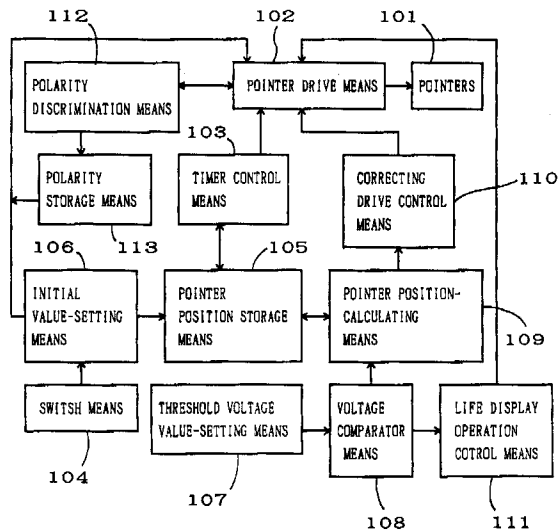 112
102
101
POLARITY
DISCRIMINATION MEANS
POINTER DRIVE MEANS
POINTERS
103
POLARITY
STORAGE MEANS
TIMER CONTROL
MEANS
CORRECTING
DRIVE CONTROL
MEANS
110
106
113
105
INITIAL
VALUE-SETTING
MEANS
POINTER
POSITION STORAGE
MEANS
POINTER POSITION-
CALCULATING
MEANS
109
SWITSH MEANS
THRESHOLD VOLTAGE
VALUE-SETTING MEANS
VOLTAGE
COMPARATOR
MEANS
LIFE DISPLAY
OPERATION
COTROL MEANS
104
107
108
111